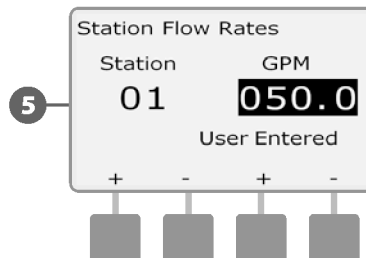 Station Flow Rates
Station GPM
5 01 050.0
User Entered
+ - + -